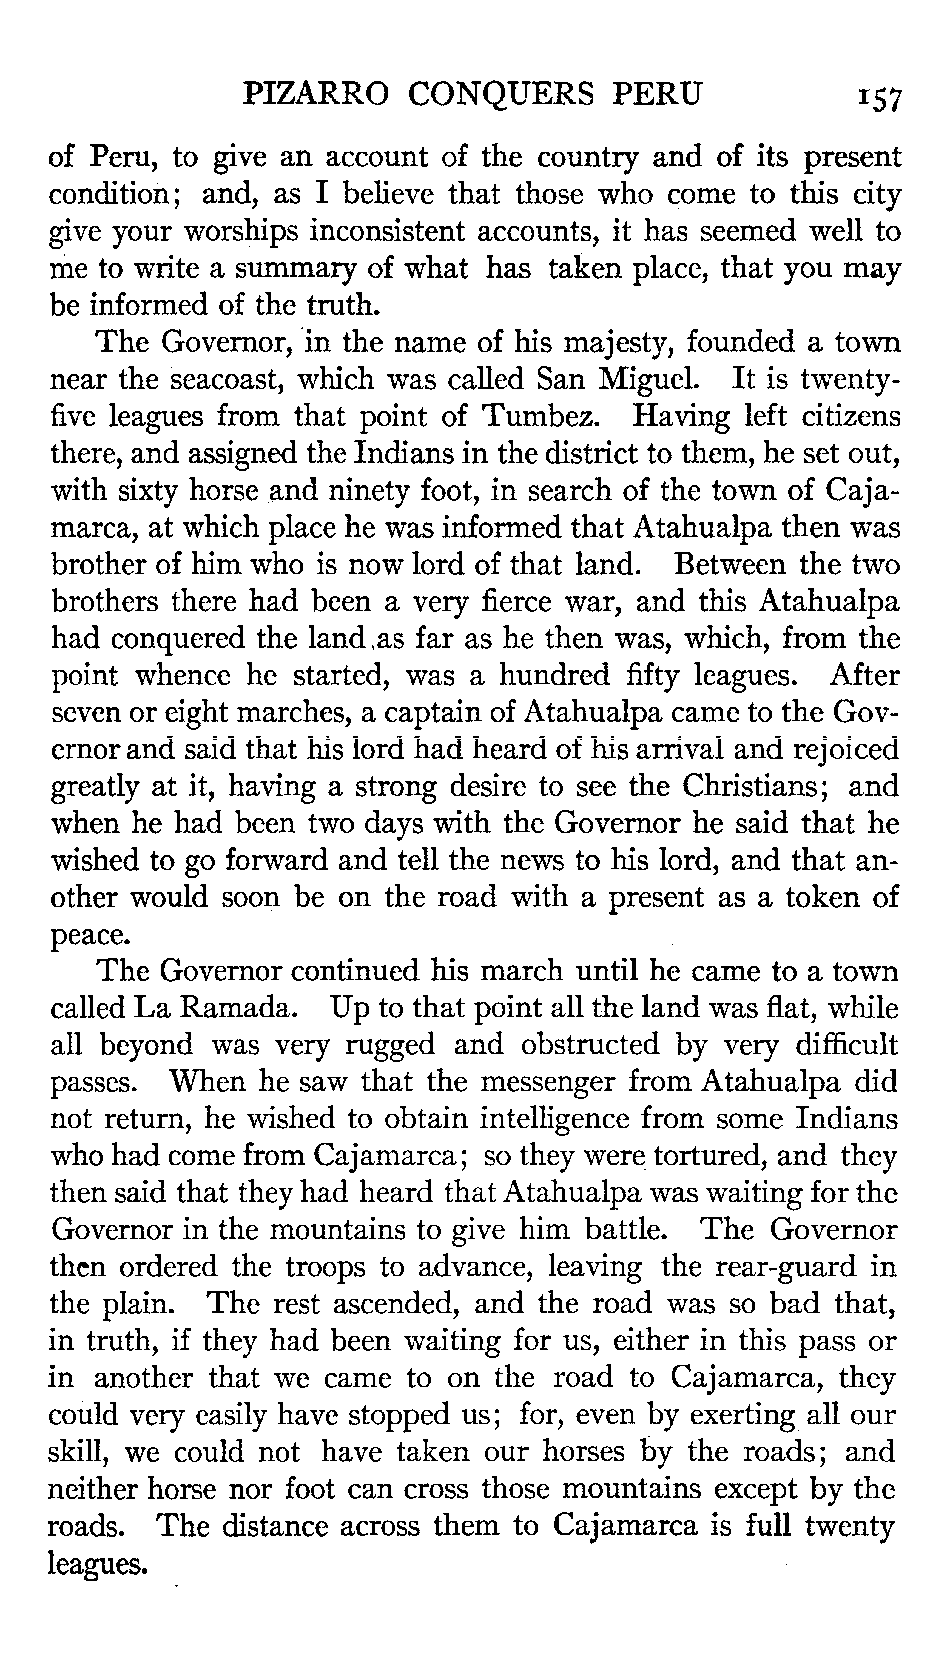 PIZARRO CONQUERS PERU 157
of Peru, to give an account of the country and of its present
condition; and, as I believe that those who come to this city
give your worships inconsistent accounts, it has seemed well to
me to write a summary of what has taken place, that you may
be informed of the truth.
The Governor, in the name of his majesty, founded a town
near the seacoast, which was called San Miguel. It is twenty-
five leagues from that point of Tumbez. Having left citizens
there, and assigned the Indians in the district to them, he set out,
with sixty horse and ninety foot, in search of the town of Caja-
marca, at which place he was informed that Atahualpa then was
brother of him who is now lord of that land. Between the two
brothers there had been a very fierce war, and this Atahualpa
had conquered the land as far as he then was, which, from the
point whence he started, was a hundred fifty leagues. After
seven or eight marches, a captain of Atahualpa came to the Gov-
ernor and said that his lord had heard of his arrival and rejoiced
greatly at it, having a strong desire to see the Christians; and
when he had been two days with the Governor he said that he
wished to go forward and tell the news to his lord, and that an-
other would soon be on the road with a present as a token of
peace.
The Governor continued his march until he came to a town
called La Ramada. Up to that point all the land was flat, while
all beyond was very rugged and obstructed by very difficult
passes. When he saw that the messenger from Atahualpa did
not return, he wished to obtain intelligence from some Indians
who had come from Cajamarca; so they were tortured, and they
then said that they had heard that Atahualpa was waiting for the
Governor in the mountains to give him battle. The Governor
then ordered the troops to advance, leaving the rear-guard in
the plain. The rest ascended, and the road was so bad that,
in truth, if they had been waiting for us, either in this pass or
in another that we came to on the road to Cajamarca, they
could very easily have stopped us; for, even by exerting all our
skill, we could not have taken our horses by the roads; and
neither horse nor foot can cross those mountains except by the
roads. The distance across them to Cajamarca is full twenty
leagues.